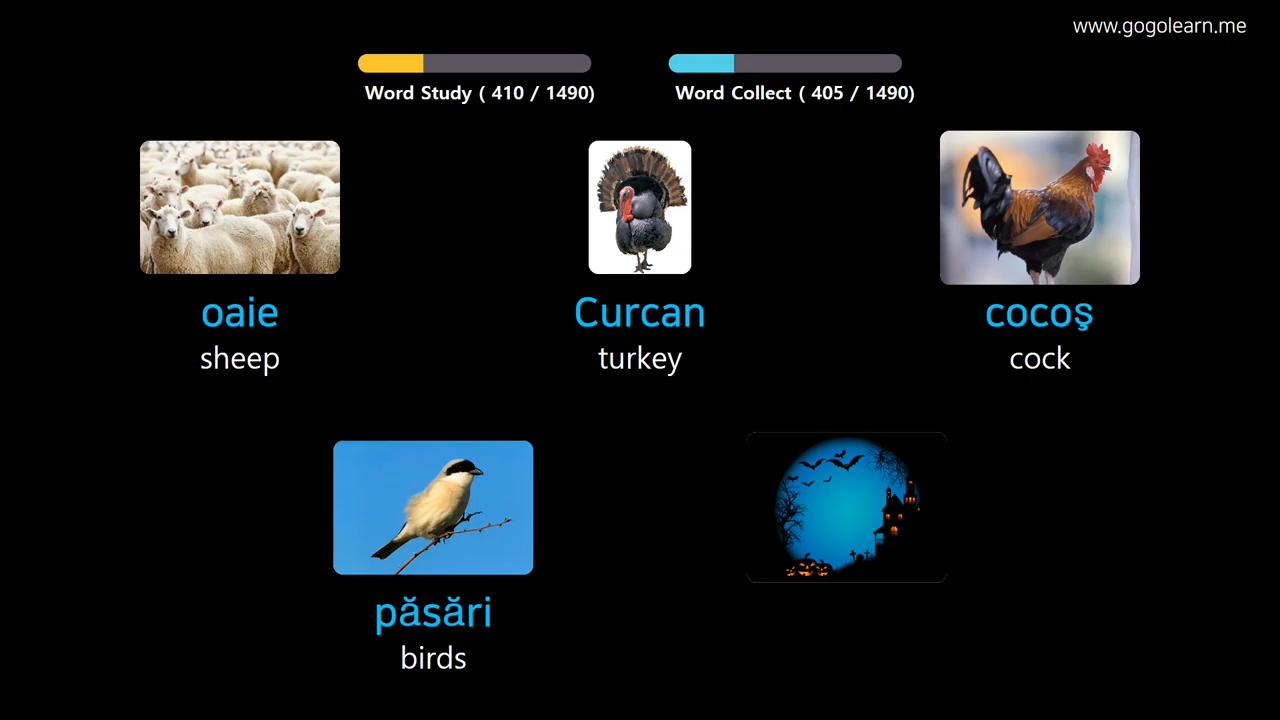 www.gogolearn.me
Word Study ( 410 / 1490)
Word Collect ( 405 / 1490)
oaie
sheep
Curcan
turkey
cocoş
cock
păsări
birds